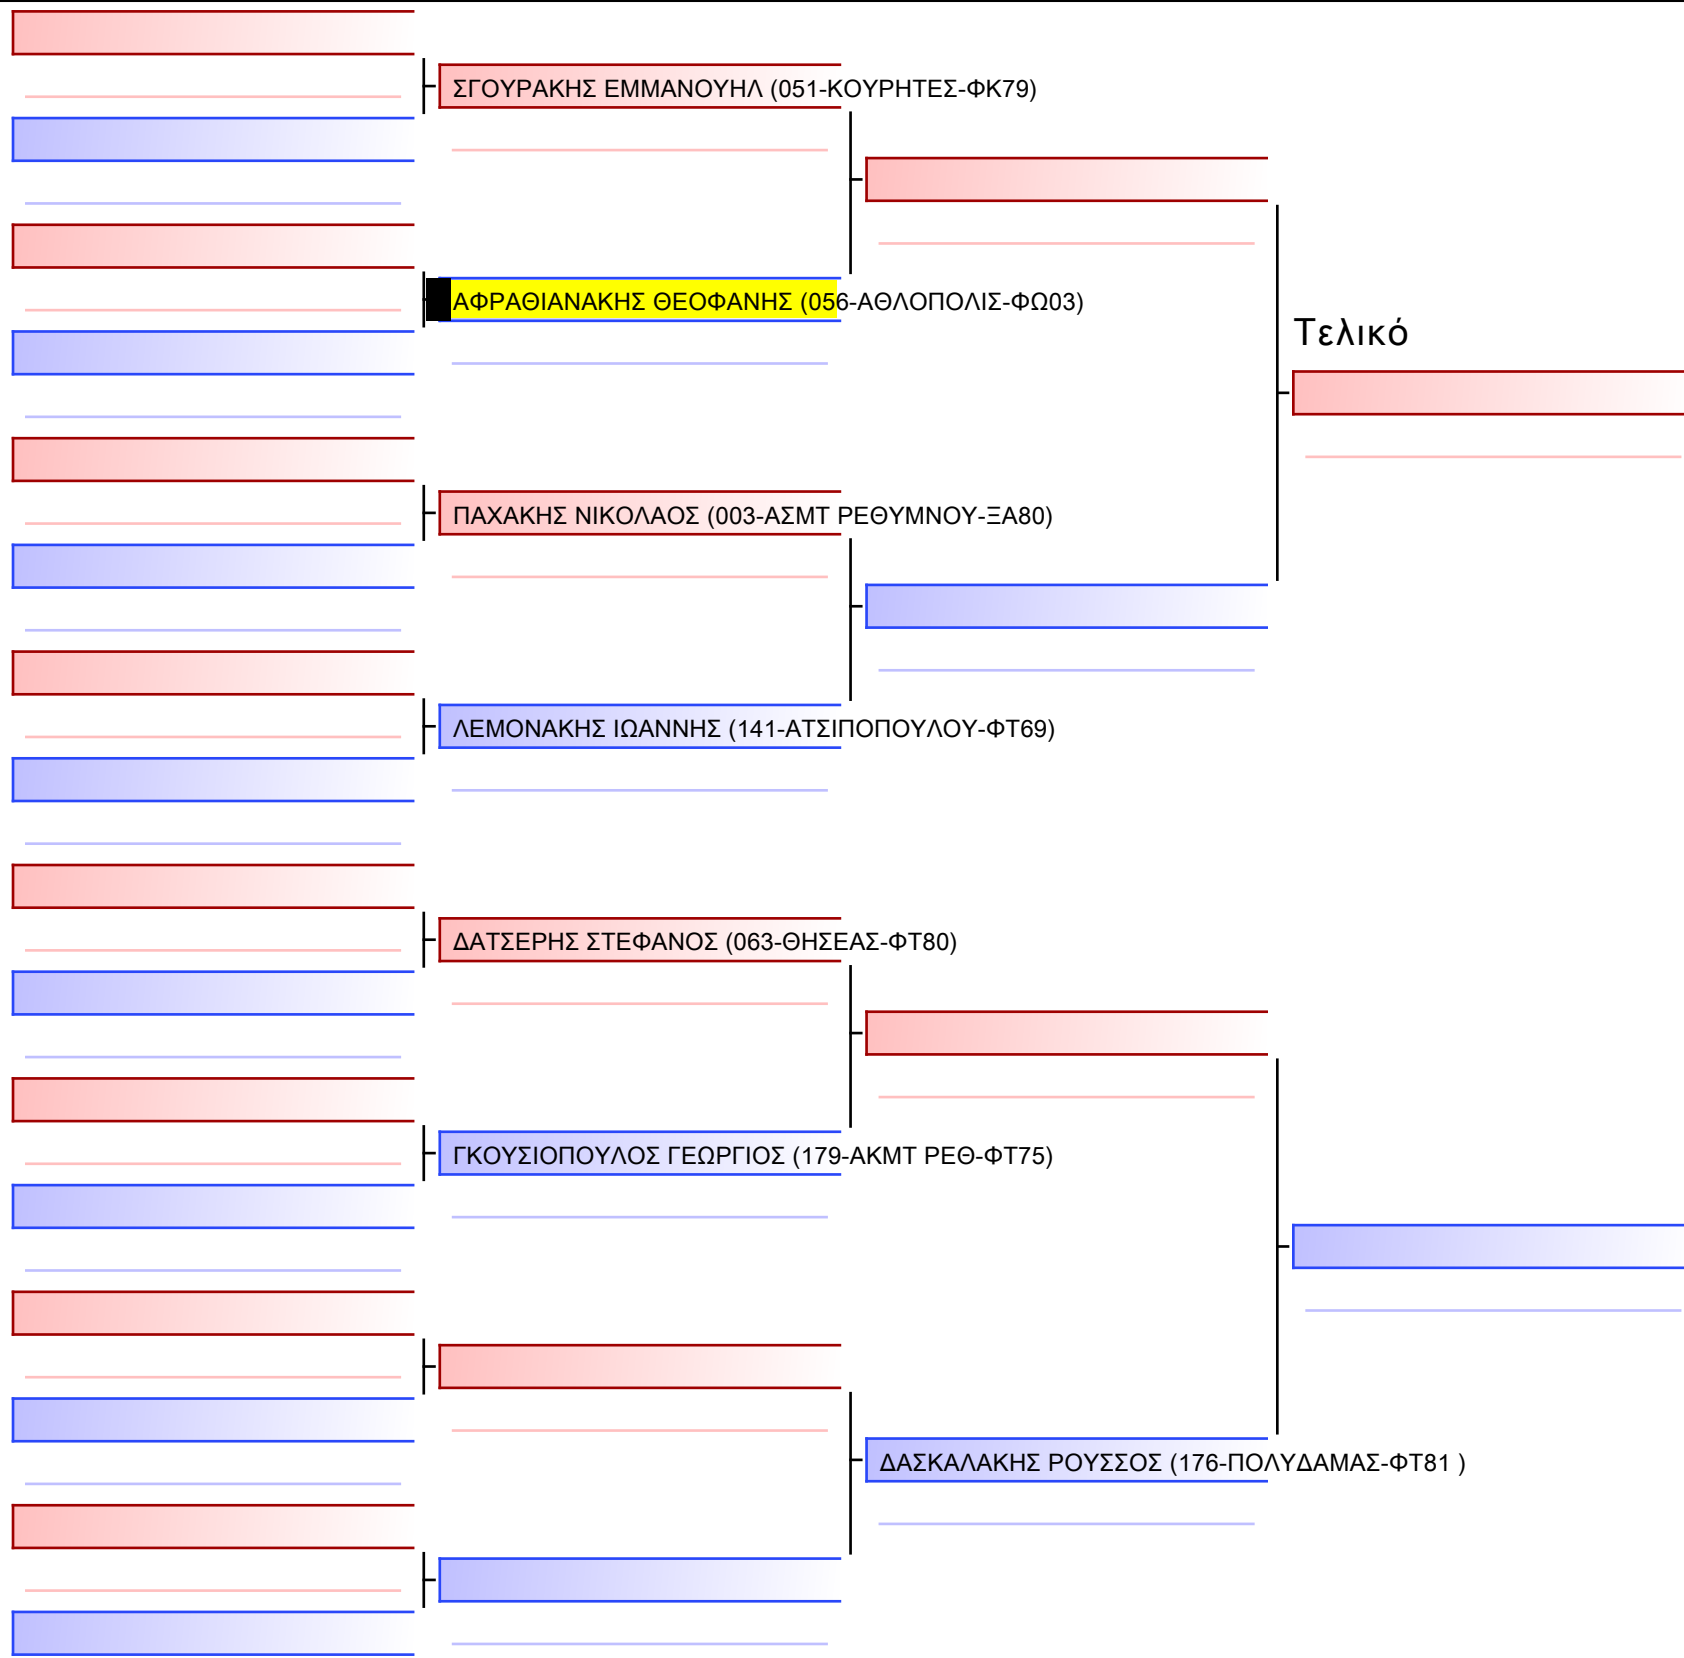 ΣΓΟΥΡΑΚΗΣ ΕΜΜΑΝΟΥΗΛ (051-ΚΟΥΡΗΤΕΣ-ΦΚ79)
ΑΦΡΑΘΙΑΝΑΚΗΣ ΘΕΟΦΑΝΗΣ (056-ΑΘΛΟΠΟΛΙΣ-ΦΩ03)
Τελικό
ΠΑΧΑΚΗΣ ΝΙΚΟΛΑΟΣ (003-ΑΣΜΤ ΡΕΘΥΜΝΟΥ-ΞΑ80)
ΛΕΜΟΝΑΚΗΣ ΙΩΑΝΝΗΣ (141-ΑΤΣΙΠΟΠΟΥΛΟΥ-ΦΤ69)
ΔΑΤΣΕΡΗΣ ΣΤΕΦΑΝΟΣ (063-ΘΗΣΕΑΣ-ΦΤ80)
ΓΚΟΥΣΙΟΠΟΥΛΟΣ ΓΕΩΡΓΙΟΣ (179-ΑΚΜΤ ΡΕΘ-ΦΤ75)
ΔΑΣΚΑΛΑΚΗΣ ΡΟΥΣΣΟΣ (176-ΠΟΛΥΔΑΜΑΣ-ΦΤ81 )